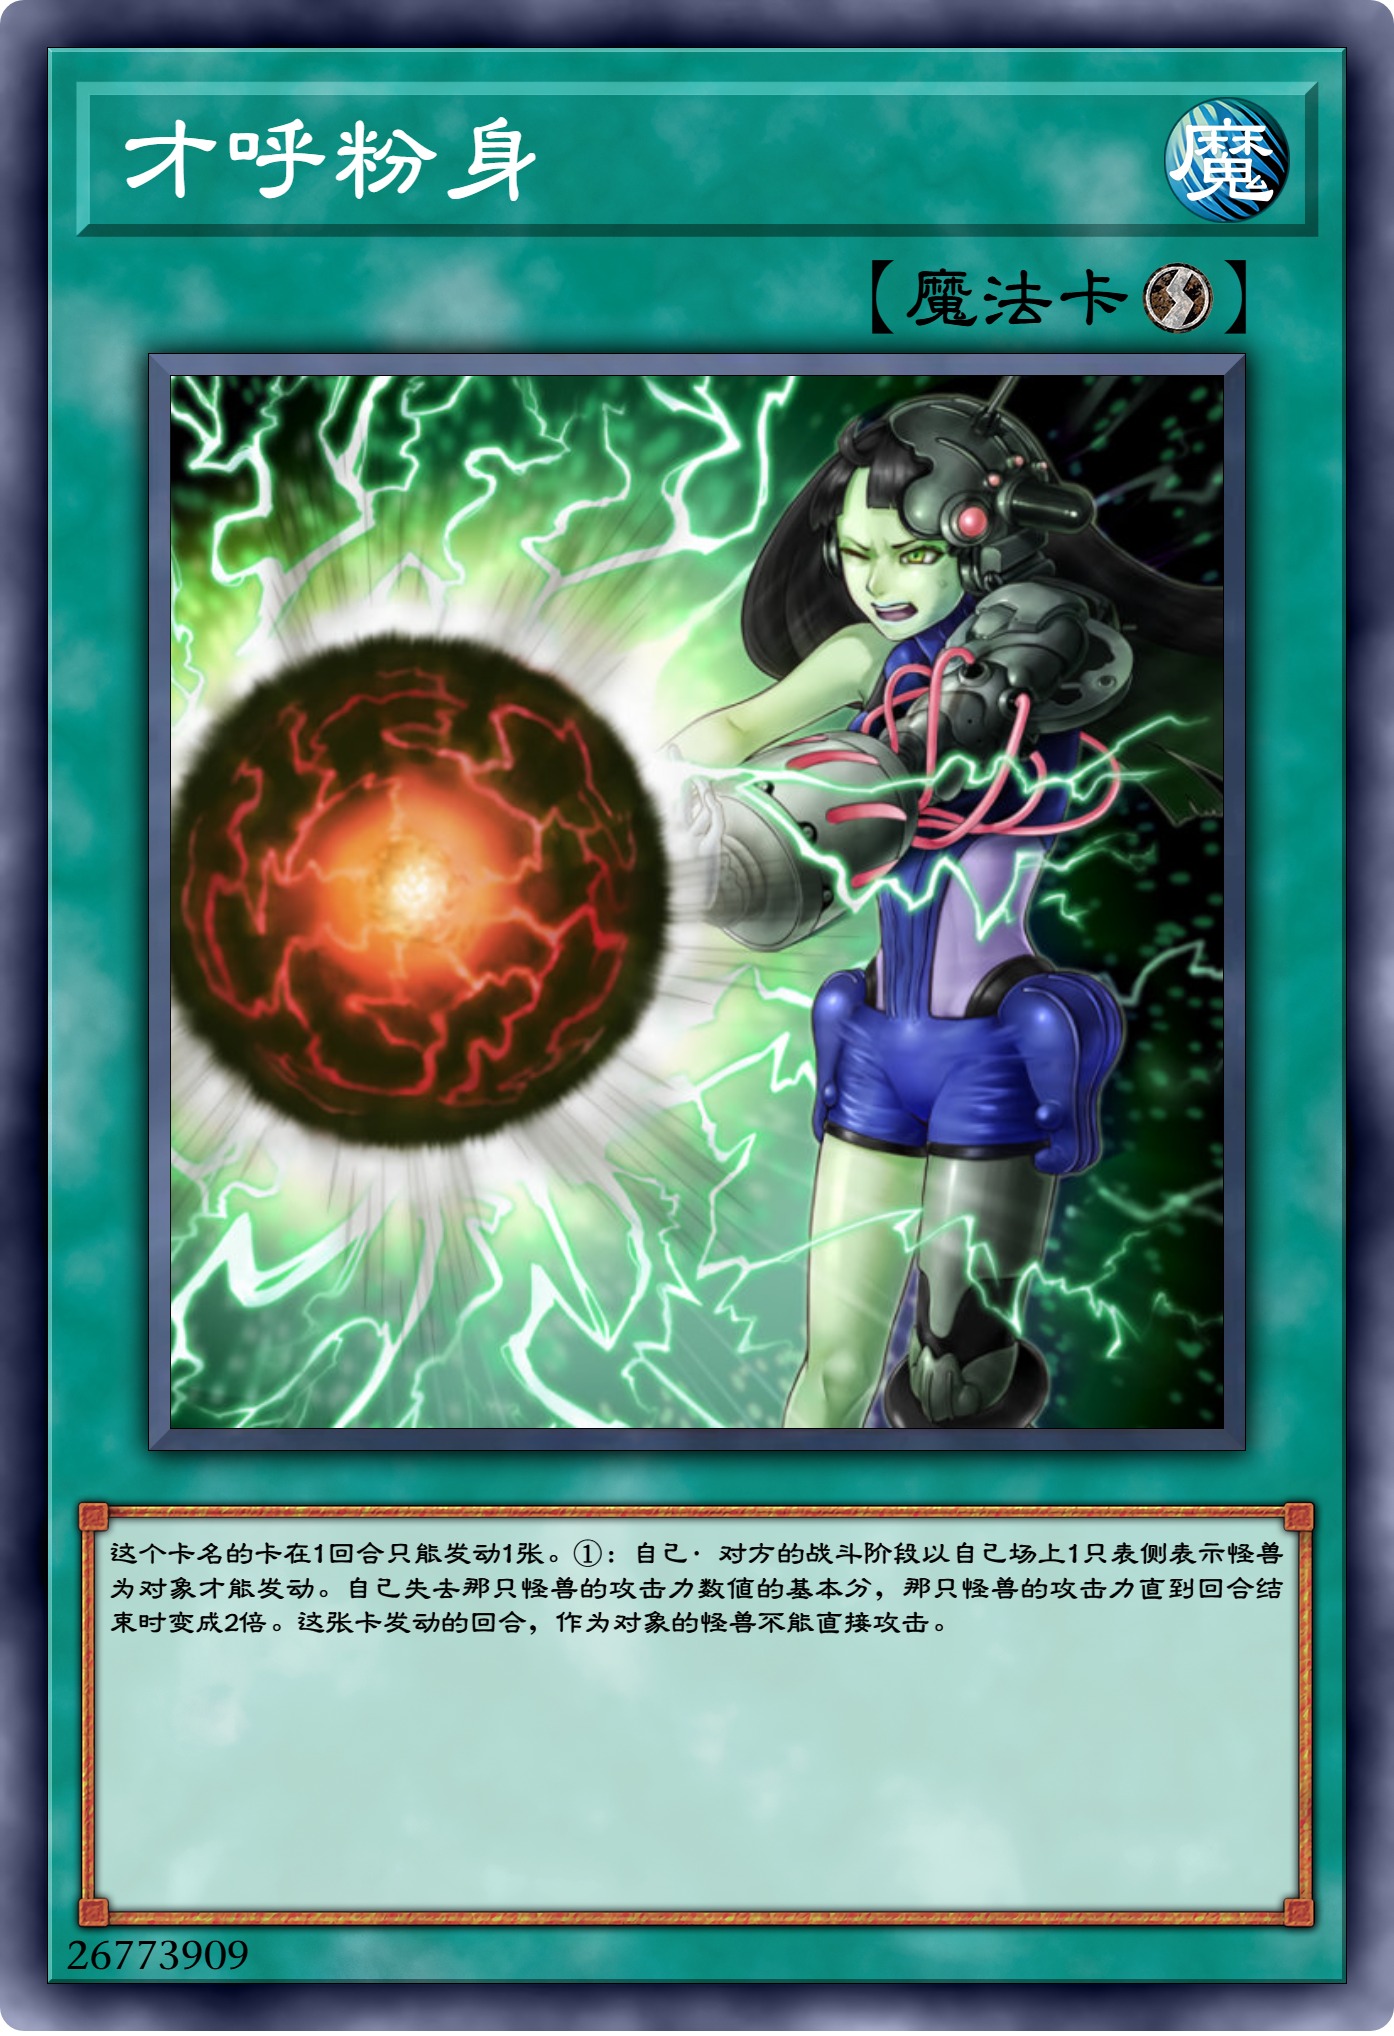 才呼粉身
魔
【魔法卡】
这个卡名的卡在1回合只能发动1张。①：自己·对方的战斗阶段以自己场上1只表侧表示怪兽
为对象才能发动。自己失去那只怪兽的攻击力数值的基本分，那只怪兽的攻击力直到回合结
束时变成2倍。这张卡发动的回合，作为对象的怪兽不能直接攻击。
26773909